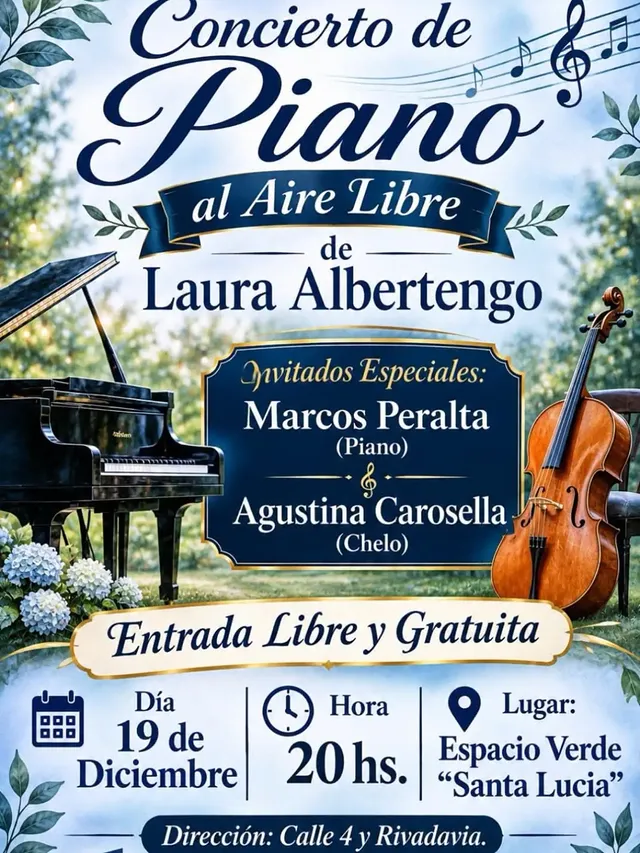 Concierto de
Piano
al Aire Libre
de
Laura Albertengo
Invitados Especiales:
Marcos Peralta
(Piano)
Agustina Carosella
(Chelo)
Entrada Libre y Gratuita
Día
19 de
Diciembre
Hora
20 hs.
Lugar:
Espacio Verde
“Santa Lucia”
Dirección: Calle 4 y Rivadavia.